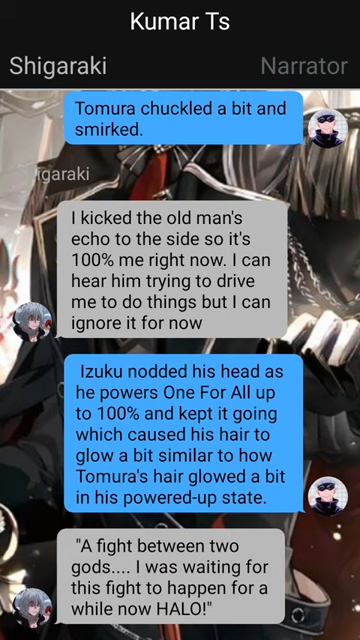 Kumar Ts
Shigaraki
Narrator
Tomura chuckled a bit and
smirked.
igaraki
I kicked the old man's
echo to the side so it's
100% me right now. I can
hear him trying to drive
me to do things but I can
ignore it for now
Izuku nodded his head as
he powers One For All up
to 100% and kept it going
which caused his hair to
glow a bit similar to how
Tomura's hair glowed a bit
in his powered-up state.
"A fight between two
gods.... I was waiting for
this fight to happen for a
while now HALO!"